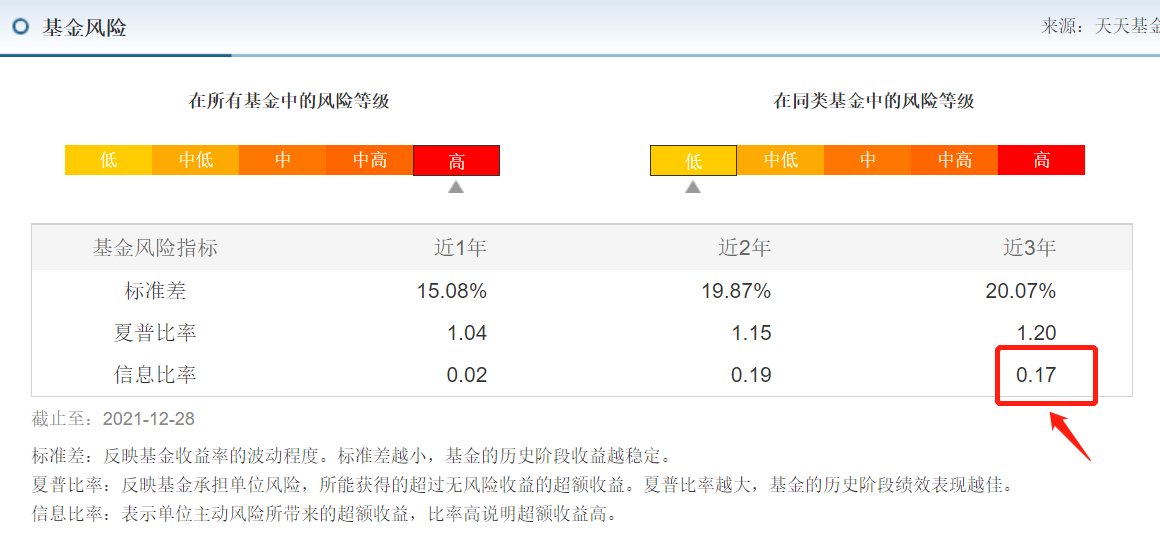 基金风险 来源：天天基金
在所有基金中的风险等级 在同类基金中的风险等级
低 中低 中 中高 高 低 中低 中 中高 高
基金风险指标 近1年 近2年 近3年
标准差 15.08% 19.87% 20.07%
夏普比率 1.04 1.15 1.20
信息比率 0.02 0.19 0.17
截止至：2021-12-28
标准差：反映基金收益率的波动程度。标准差越小，基金的历史阶段收益越稳定。
夏普比率：反映基金承担单位风险，所能获得的超过无风险收益的超额收益。夏普比率越大，基金的历史阶段绩效表现越佳。
信息比率：表示单位主动风险所带来的超额收益，比率高说明超额收益高。